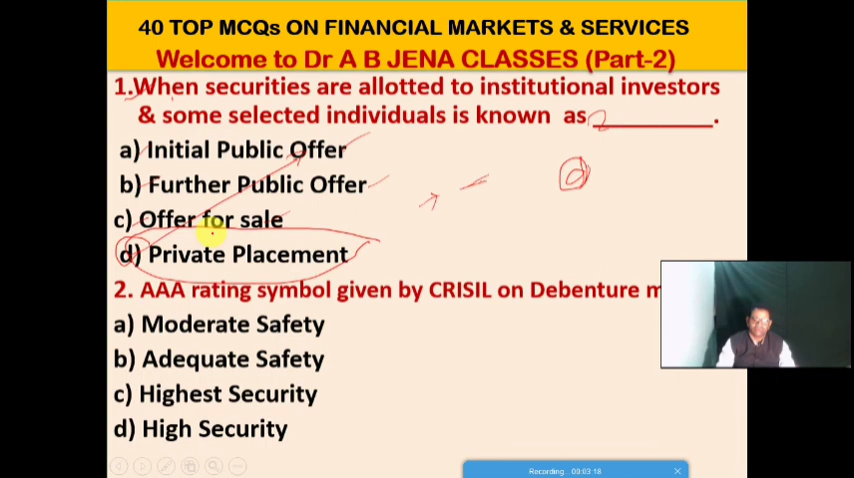 40 TOP MCQs ON FINANCIAL MARKETS & SERVICES
Welcome to Dr A B JENA CLASSES (Part-2)
1.When securities are allotted to institutional investors
& some selected individuals is known as_________.
a) Initial Public Offer
b) Further Public Offer
c) Offer for sale
d) Private Placement
2. AAA rating symbol given by CRISIL on Debenture m
a) Moderate Safety
b) Adequate Safety
c) Highest Security
d) High Security
Recording... 00:03:18